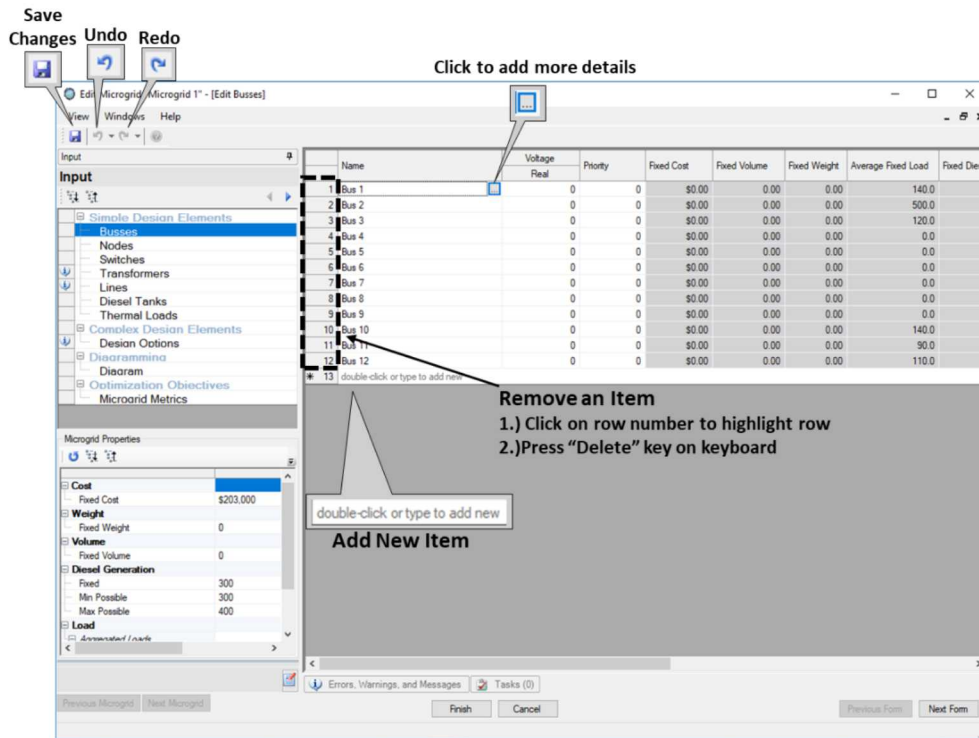 Save
Changes Undo Redo
Click to add more details
Edit Microgrid "Microgrid 1" - [Edit Busses]
View Windows Help
Input
Input
Simple Design Elements
Busses
Nodes
Switches
Transformers
Lines
Diesel Tanks
Thermal Loads
Complex Design Elements
Design Options
Diagramming
Diagram
Optimization Objectives
Microgrid Metrics
Name Voltage Priority Fixed Cost Fixed Volume Fixed Weight Average Fixed Load Fixed Die
Real
1 Bus 1 ... 0 0 $0.00 0.00 0.00 140.0
2 Bus 2 0 0 $0.00 0.00 0.00 500.0
3 Bus 3 0 0 $0.00 0.00 0.00 120.0
4 Bus 4 0 0 $0.00 0.00 0.00 0.0
5 Bus 5 0 0 $0.00 0.00 0.00 0.0
6 Bus 6 0 0 $0.00 0.00 0.00 0.0
7 Bus 7 0 0 $0.00 0.00 0.00 0.0
8 Bus 8 0 0 $0.00 0.00 0.00 0.0
9 Bus 9 0 0 $0.00 0.00 0.00 0.0
10 Bus 10 0 0 $0.00 0.00 0.00 140.0
11 Bus 11 0 0 $0.00 0.00 0.00 90.0
12 Bus 12 0 0 $0.00 0.00 0.00 110.0
13 double-click or type to add new
Remove an Item
1.) Click on row number to highlight row
2.)Press “Delete” key on keyboard
double-click or type to add new
Add New Item
Microgrid Properties
Cost
Fixed Cost $203,000
Weight
Fixed Weight 0
Volume
Fixed Volume 0
Diesel Generation
Fixed 300
Min Possible 300
Max Possible 400
Load
Aggregated Loads
Errors, Warnings, and Messages Tasks (0)
Previous Microgrid Next Microgrid Finish Cancel Previous Form Next Form